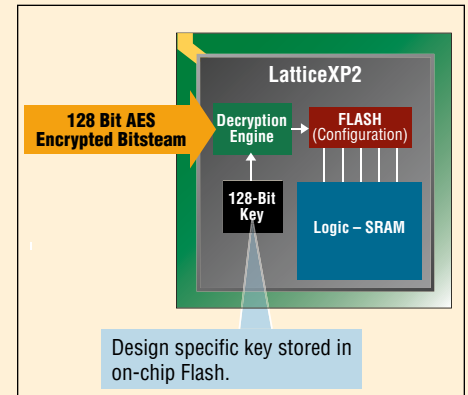 LatticeXP2
128 Bit AES
Encrypted Bitsteam
Decryption
Engine
FLASH
(Configuration)
128-Bit
Key
Logic – SRAM
Design specific key stored in
on-chip Flash.